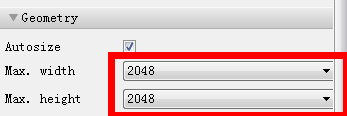 Geometry
Autosize
Max. width 2048
Max. height 2048